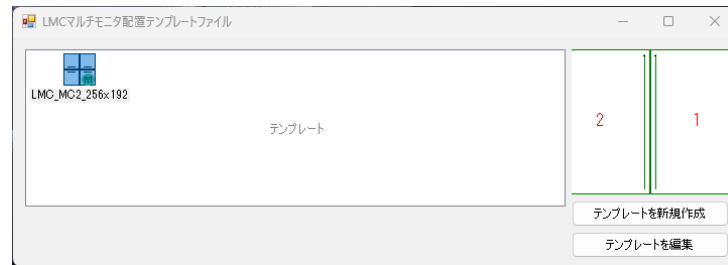 LMCマルチモニタ配置テンプレートファイル
LMC_MC2_256x192
テンプレート
2 1
テンプレートを新規作成
テンプレートを編集